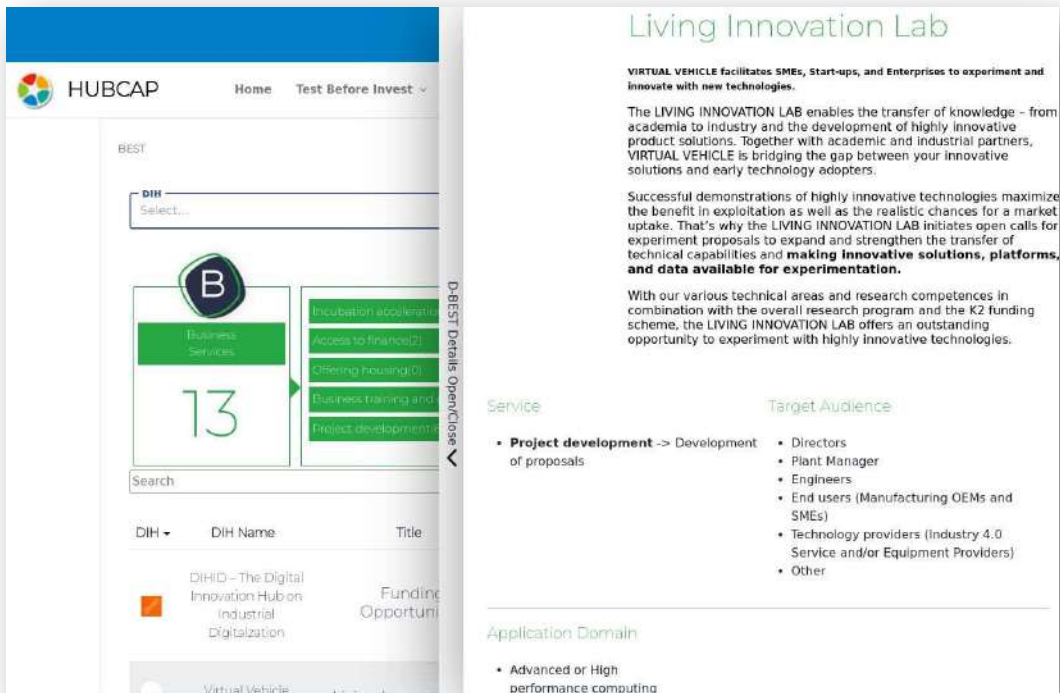 HUBCAP
Home
Test Before Invest
BEST
DIH
Select...
B
Business
Services
13
Incubation acceleratio
Access to finance(2)
Offering housing(0)
Business training and
Project development
Search
DIH
DIH Name
Title
DIHID – The Digital
Innovation Hub on
Industrial
Digitalzation
Funding
Opportuni
Virtual Vehicle
D-BEST Details Open/Close
Living Innovation Lab
VIRTUAL VEHICLE facilitates SMEs, Start-ups, and Enterprises to experiment and
innovate with new technologies.
The LIVING INNOVATION LAB enables the transfer of knowledge – from
academia to industry and the development of highly innovative
product solutions. Together with academic and industrial partners,
VIRTUAL VEHICLE is bridging the gap between your innovative
solutions and early technology adopters.
Successful demonstrations of highly innovative technologies maximize
the benefit in exploitation as well as the realistic chances for a market
uptake. That's why the LIVING INNOVATION LAB initiates open calls for
experiment proposals to expand and strengthen the transfer of
technical capabilities and making innovative solutions, platforms,
and data available for experimentation.
With our various technical areas and research competences in
combination with the overall research program and the K2 funding
scheme, the LIVING INNOVATION LAB offers an outstanding
opportunity to experiment with highly innovative technologies.
Service
• Project development -> Development
of proposals
Target Audience
• Directors
• Plant Manager
• Engineers
• End users (Manufacturing OEMs and
SMEs)
• Technology providers (Industry 4.0
Service and/or Equipment Providers)
• Other
Application Domain
• Advanced or High
performance computing